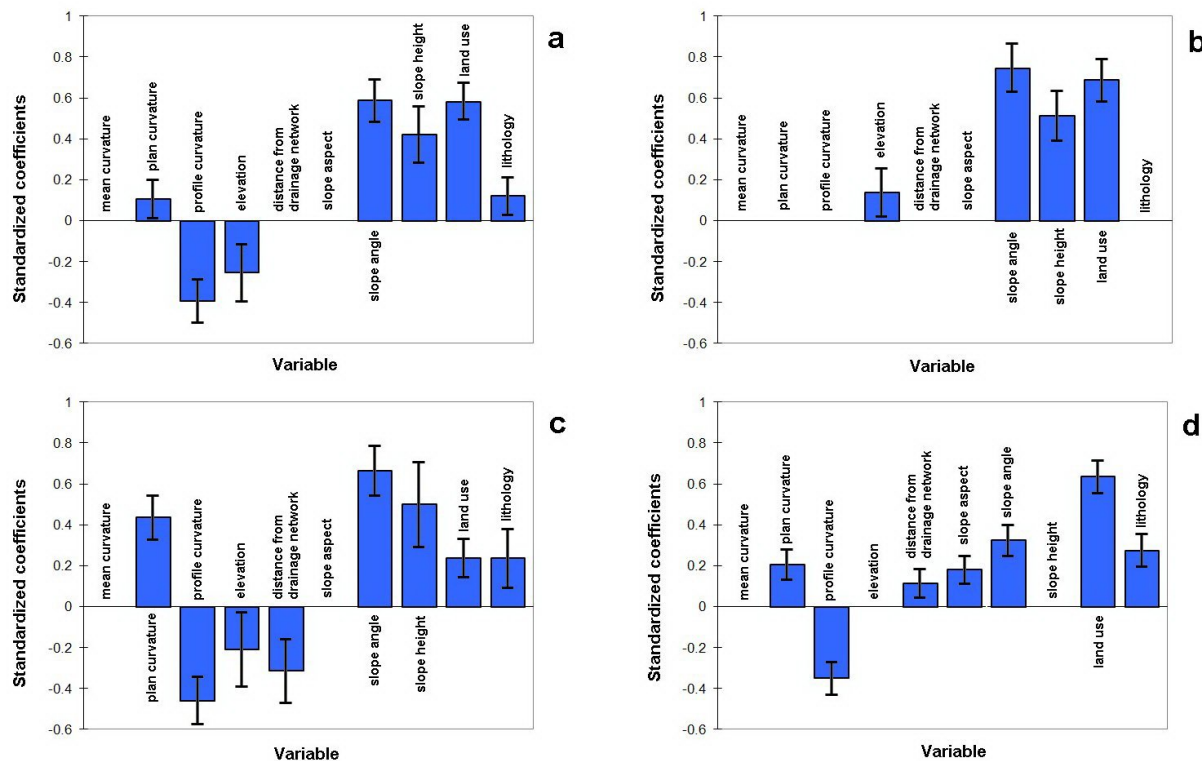 a
Standardized coefficients
1
0.8
0.6
0.4
0.2
0
-0.2
-0.4
-0.6
mean curvature
plan curvature
profile curvature
elevation
distance from
drainage network
slope aspect
slope angle
slope height
land use
lithology
Variable
b
Standardized coefficients
1
0.8
0.6
0.4
0.2
0
-0.2
-0.4
-0.6
mean curvature
plan curvature
profile curvature
elevation
distance from
drainage network
slope aspect
slope angle
slope height
land use
lithology
Variable
c
Standardized coefficients
1
0.8
0.6
0.4
0.2
0
-0.2
-0.4
-0.6
mean curvature
plan curvature
profile curvature
elevation
distance from
drainage network
slope aspect
slope angle
slope height
land use
lithology
Variable
d
Standardized coefficients
1
0.8
0.6
0.4
0.2
0
-0.2
-0.4
-0.6
mean curvature
plan curvature
profile curvature
elevation
distance from
drainage network
slope aspect
slope angle
slope height
land use
lithology
Variable